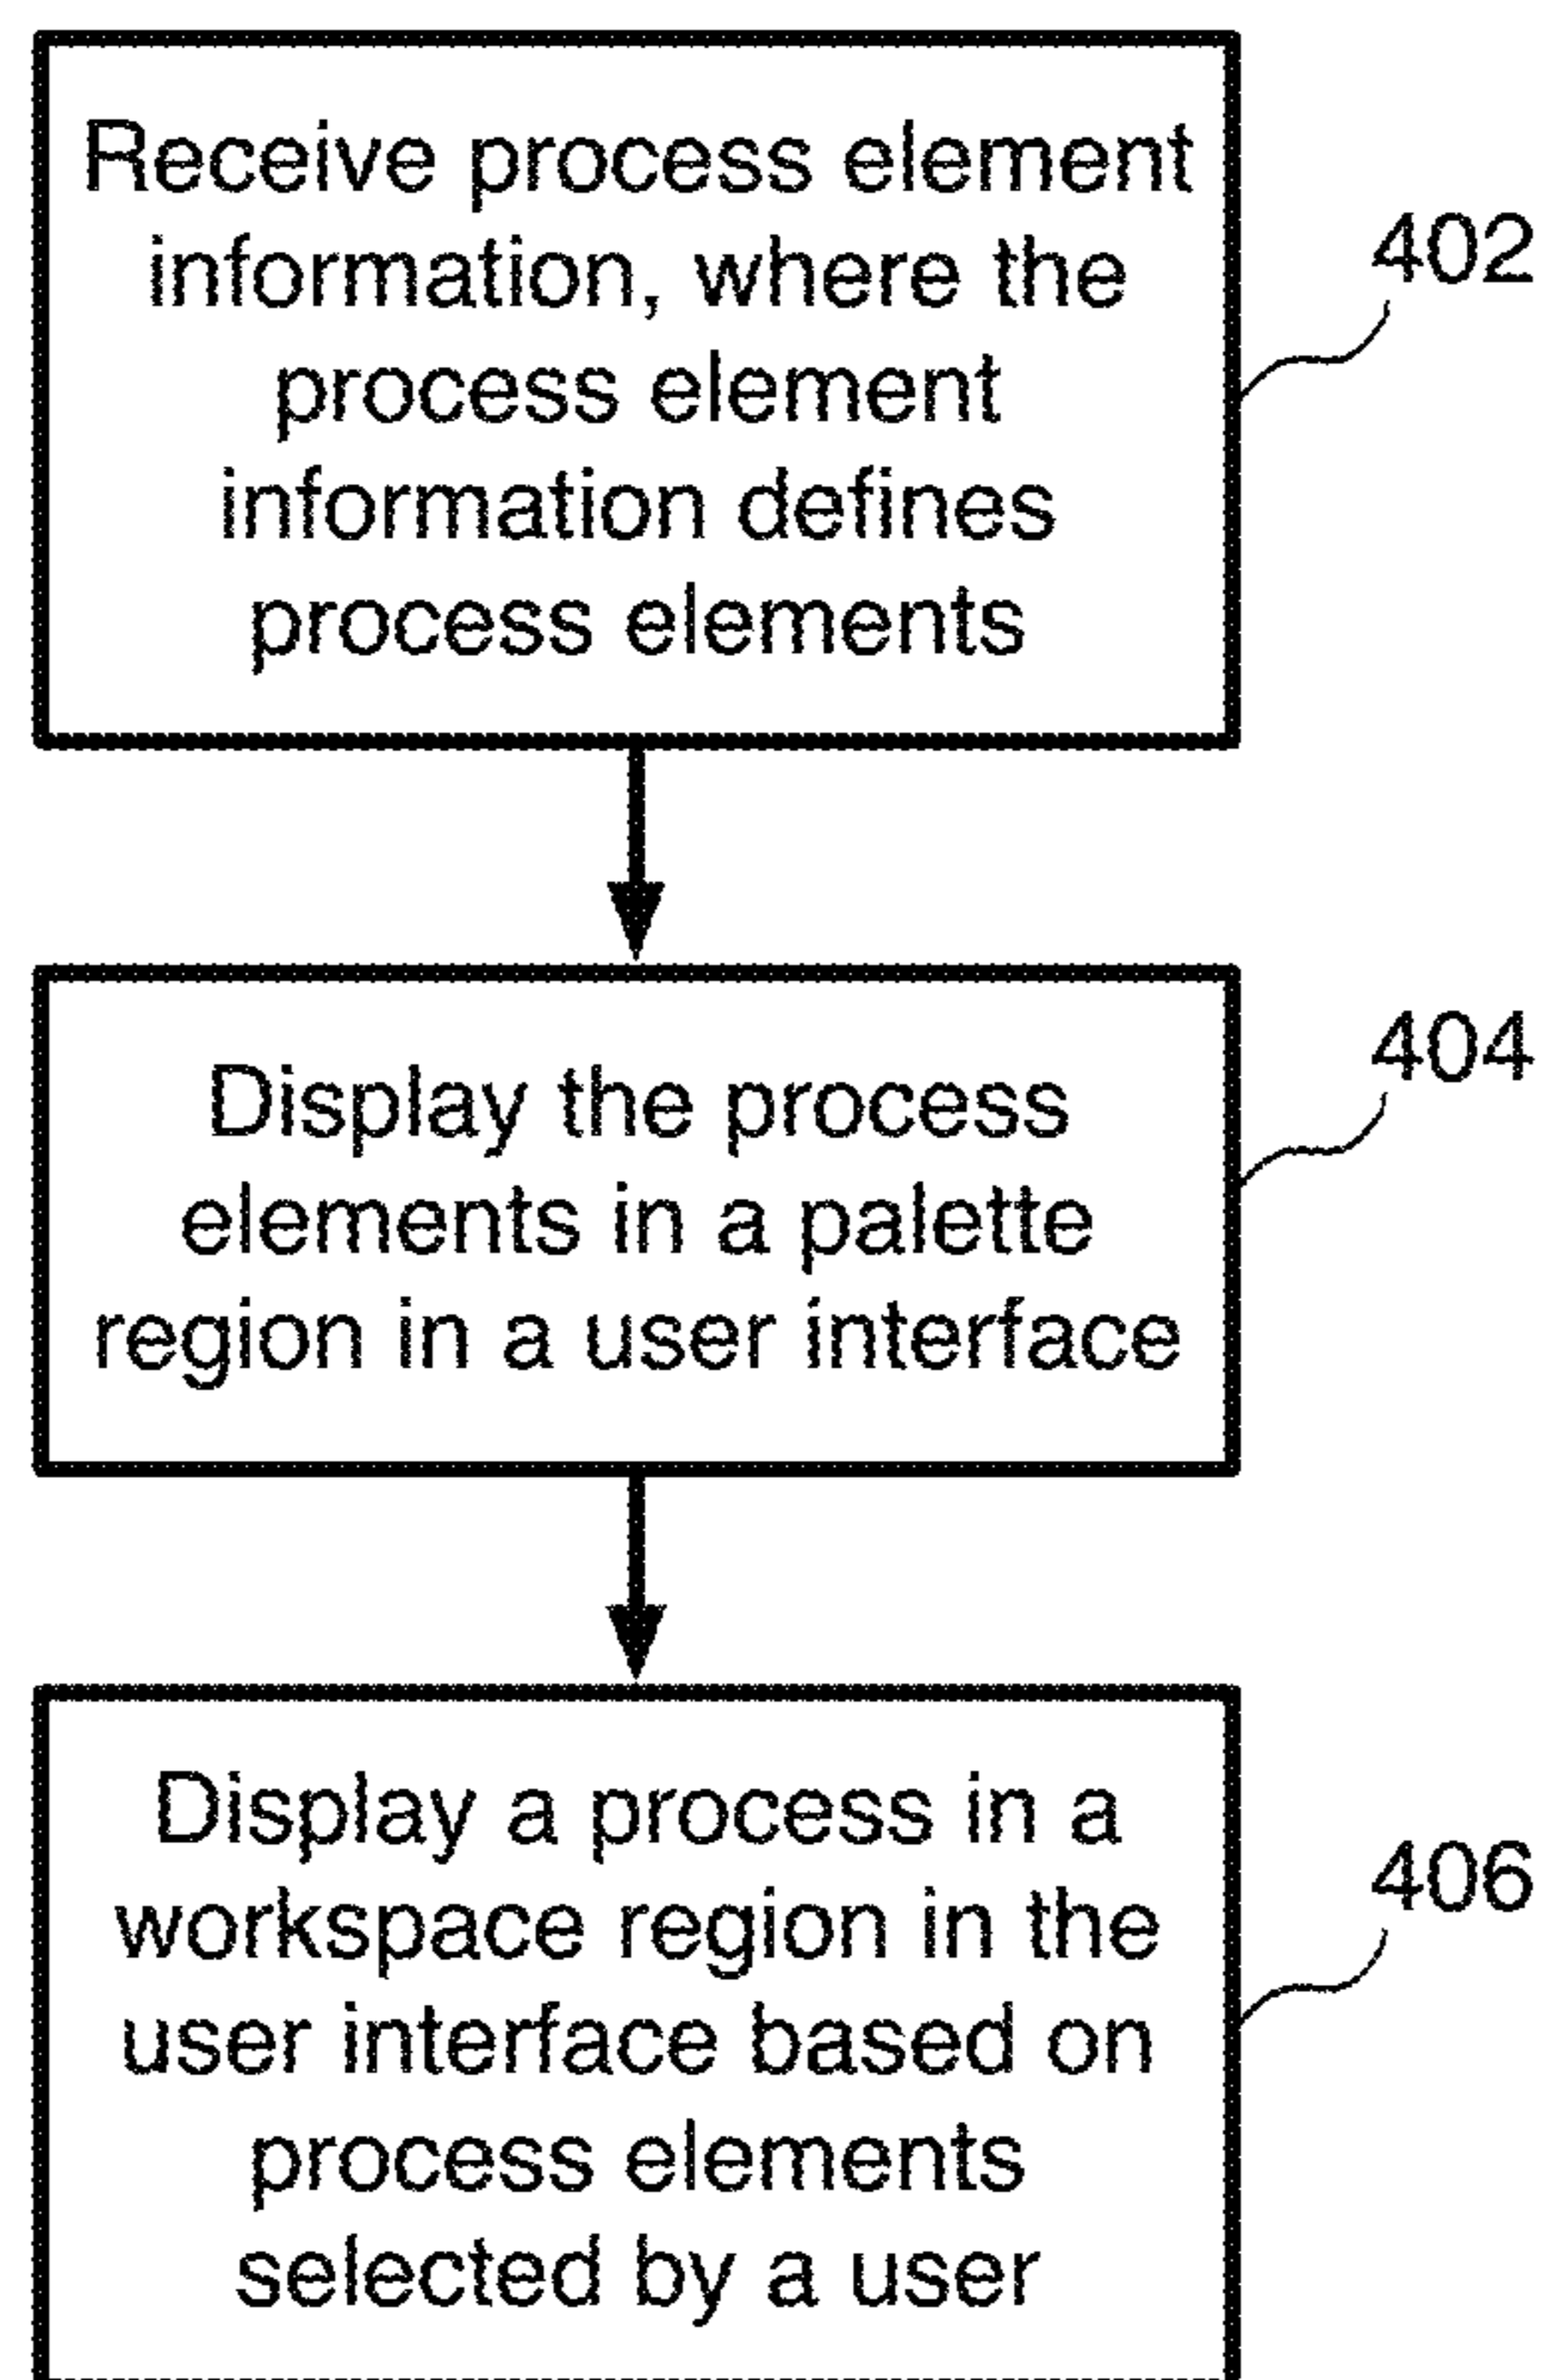 Receive process element
information, where the
process element
information defines
process elements
402
Display the process
elements in a palette
region in a user interface
404
Display a process in a
workspace region in the
user interface based on
process elements
selected by a user
406